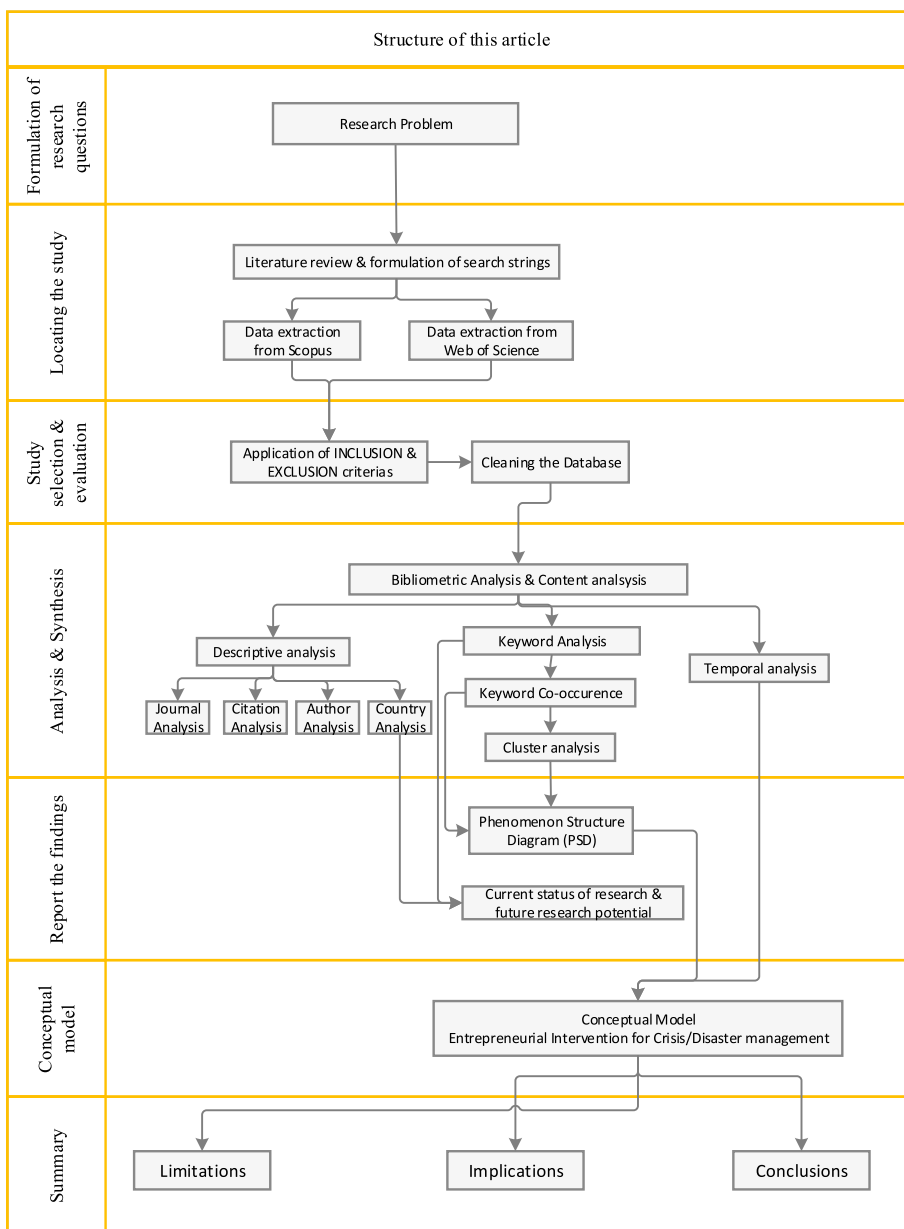 Structure of this article
Formulation of
research
questions
Research Problem
Locating the study
Literature review & formulation of search strings
Data extraction
from Scopus
Data extraction from
Web of Science
Study
selection &
evaluation
Application of INCLUSION &
EXCLUSION criterias
Cleaning the Database
Analysis & Synthesis
Bibliometric Analysis & Content analsysis
Descriptive analysis
Keyword Analysis
Temporal analysis
Journal
Analysis
Citation
Analysis
Author
Analysis
Country
Analysis
Keyword Co-occurence
Cluster analysis
Report the findings
Phenomenon Structure
Diagram (PSD)
Current status of research &
future research potential
Conceptual
model
Conceptual Model
Entrepreneurial Intervention for Crisis/Disaster management
Summary
Limitations
Implications
Conclusions